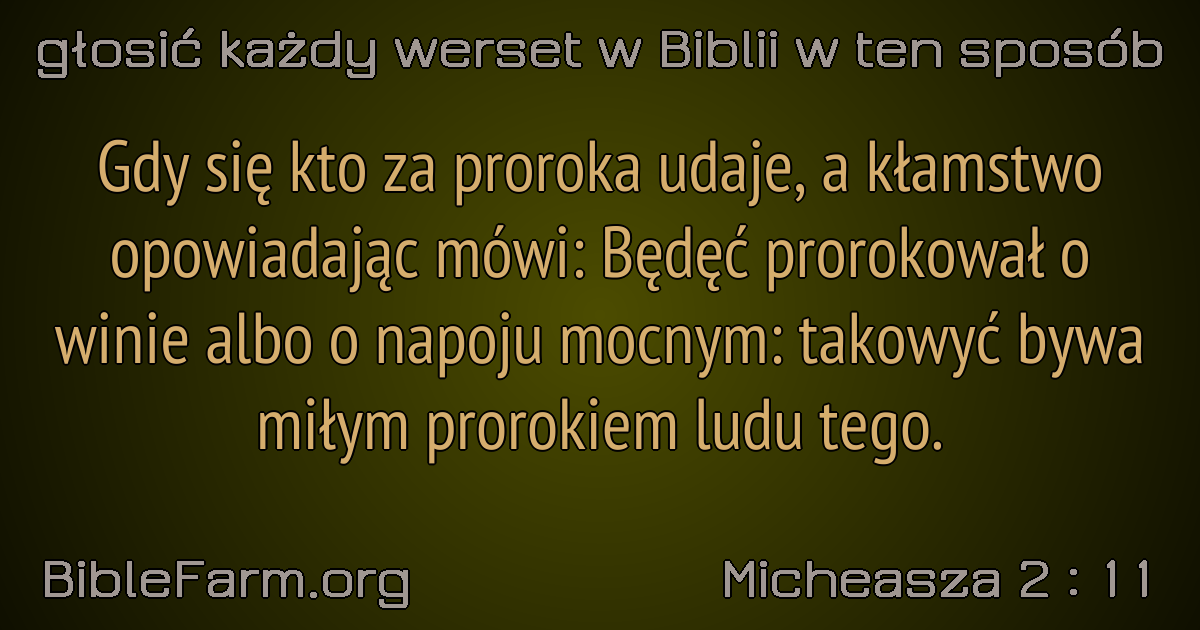 głosić każdy werset w Biblii w ten sposób
Gdy się kto za proroka udaje, a kłamstwo
opowiadając mówi: Będęć prorokował o
winie albo o napoju mocnym: takowyć bywa
miłym prorokiem ludu tego.
BibleFarm.org
Micheasza 2 : 11